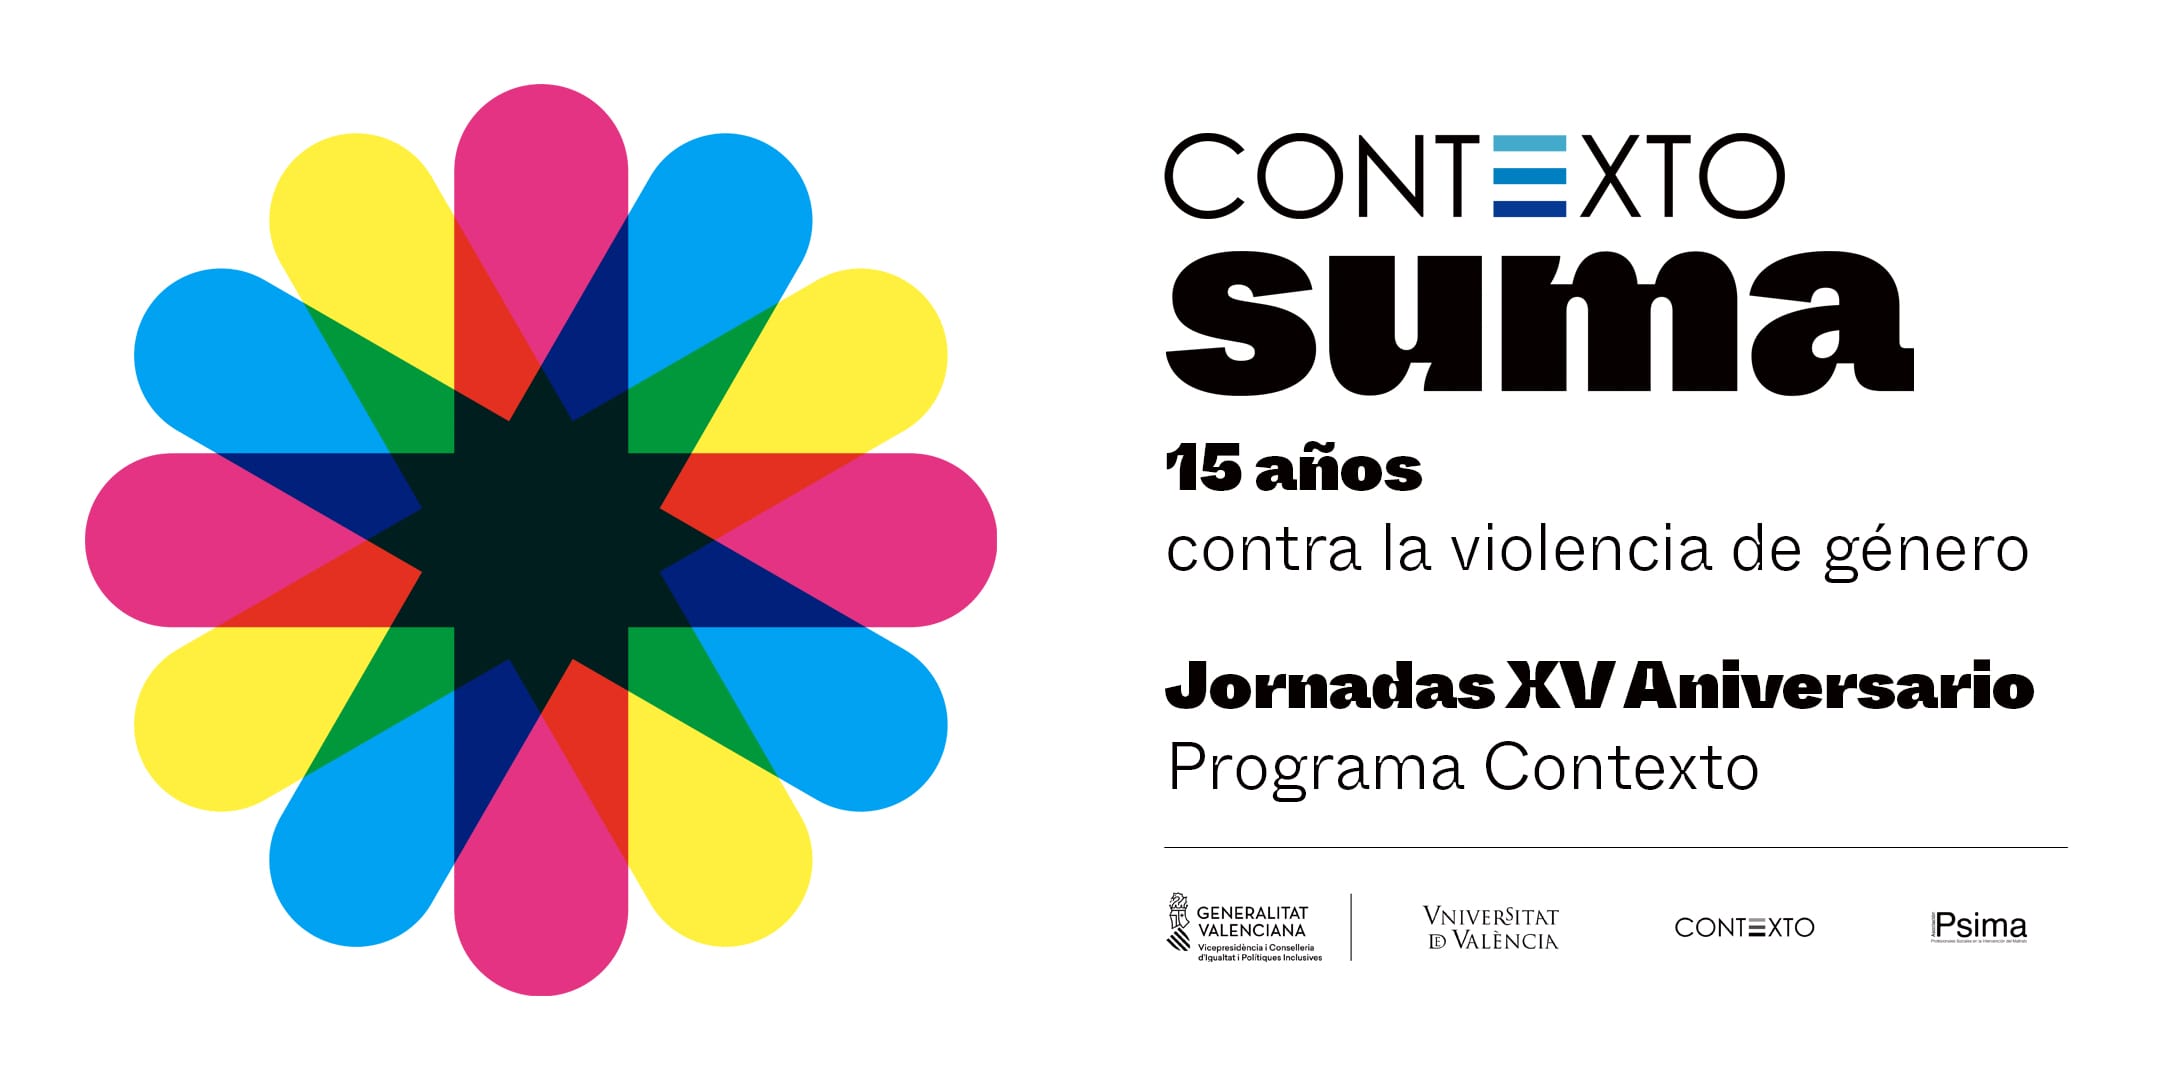 CONTEXTO
suma
15 años
contra la violencia de género
Jornadas XV Aniversario
Programa Contexto
GENERALITAT
VALENCIANA
Vicepresidència i Conselleria
d'Igualtat i Polítiques Inclusives
VNIVERSITAT
DE VALÈNCIA
CONTEXTO
Psima